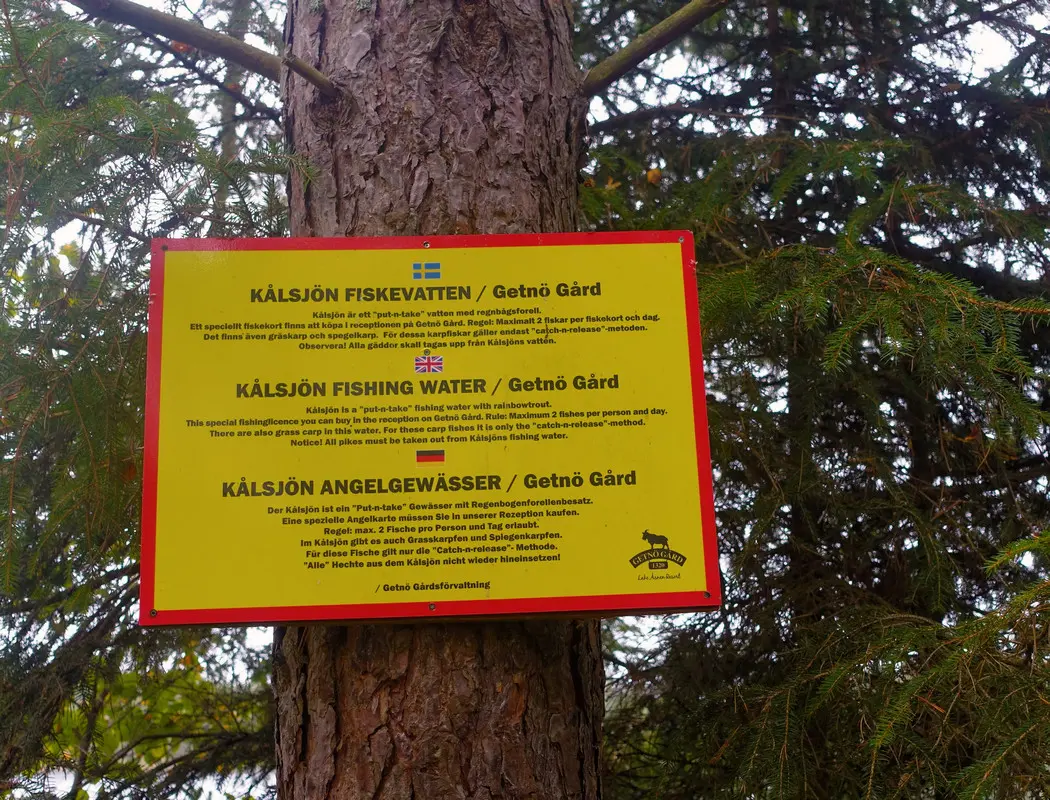 KÅLSJÖN FISKEVATTEN / Getnö Gård
Kålsjön är ett "put-n-take" vatten med regnbågsforell.
Ett speciellt fiskekort finns att köpa i receptionen på Getnö Gård. Regel: Maximalt 2 fiskar per fiskekort och dag.
Det finns även gräskarp och spegelkarp. För dessa karpfiskar gäller endast "catch-n-release"-metoden.
Observera! Alla gäddor skall tagas upp från Kålsjöns vatten.
KÅLSJÖN FISHING WATER / Getnö Gård
Kålsjön is a "put-n-take" fishing water with rainbowtrout.
This special fishinglicence you can buy in the reception on Getnö Gård. Rule: Maximum 2 fishes per person and day.
There are also grass carp in this water. For these carp fishes it is only the "catch-n-release"-method.
Notice! All pikes must be taken out from Kålsjöns fishing water.
KÅLSJÖN ANGELGEWÄSSER / Getnö Gård
Der Kålsjön ist ein "Put-n-take" Gewässer mit Regenbogenforellenbesatz.
Eine spezielle Angelkarte müssen Sie in unserer Rezeption kaufen.
Regel: max. 2 Fische pro Person und Tag erlaubt.
Im Kålsjön gibt es auch Grasskarpfen und Spiegenkarpfen.
Für diese Fische gilt nur die "Catch-n-release"- Methode.
"Alle" Hechte aus dem Kålsjön nicht wieder hineinsetzen!
/ Getnö Gårdsförvaltning
GETNÖ GÅRD
1320
Lake Åsnen Resort